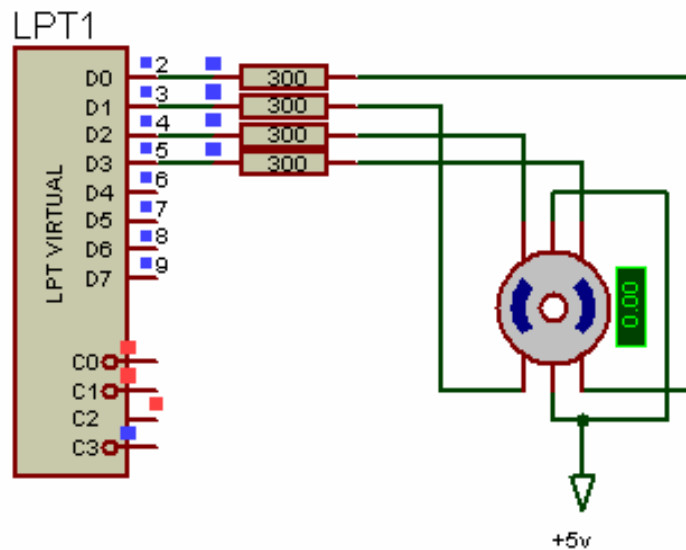 LPT1
D0 2 300
D1 3 300
D2 4 300
D3 5 300
D4 6
D5 7
D6 8
D7 9
LPT VIRTUAL
0.00
C0
C1
C2
C3
+5v